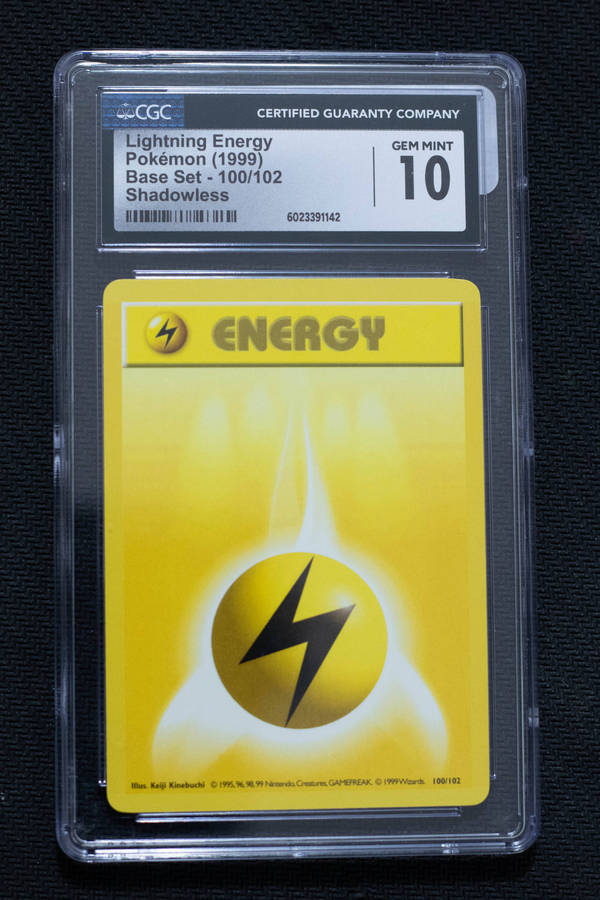 CGC
CERTIFIED GUARANTY COMPANY
Lightning Energy
Pokémon (1999)
Base Set - 100/102
Shadowless
GEM MINT
10
6023391142
ENERGY
Illus. Keiji Kinebuchi © 1995, 96, 98, 99 Nintendo, Creatures, GAMEFREAK. © 1999 Wizards. 100/102